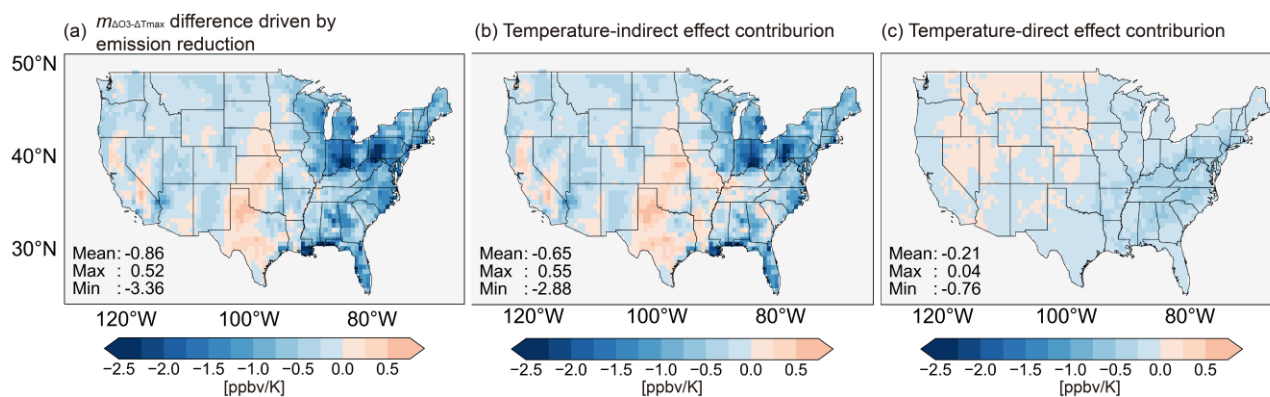 (a) mΔO3-ΔTmax difference driven by
emission reduction
(b) Temperature-indirect effect contriburion
(c) Temperature-direct effect contriburion
50°N
40°N
30°N
Mean:-0.86
Max : 0.52
Min : -3.36
Mean:-0.65
Max : 0.55
Min : -2.88
Mean:-0.21
Max : 0.04
Min : -0.76
120°W 100°W 80°W
120°W 100°W 80°W
120°W 100°W 80°W
−2.5 −2.0 −1.5 −1.0 −0.5 0.0 0.5
[ppbv/K]
−2.5 −2.0 −1.5 −1.0 −0.5 0.0 0.5
[ppbv/K]
−2.5 −2.0 −1.5 −1.0 −0.5 0.0 0.5
[ppbv/K]